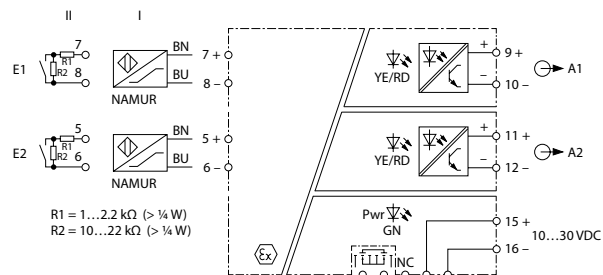 II I
E1 7 R1 R2 8 BN 7 + BU 8 – NAMUR
+ 9 + – 10 – YE/RD A1
E2 5 R1 R2 6 BN 5 + BU 6 – NAMUR
+ 11 + – 12 – YE/RD A2
R1 = 1…2.2 kΩ (> ¼ W)
R2 = 10…22 kΩ (> ¼ W)
Ex
Pwr
GN
NC
15 +
16 –
10…30 VDC